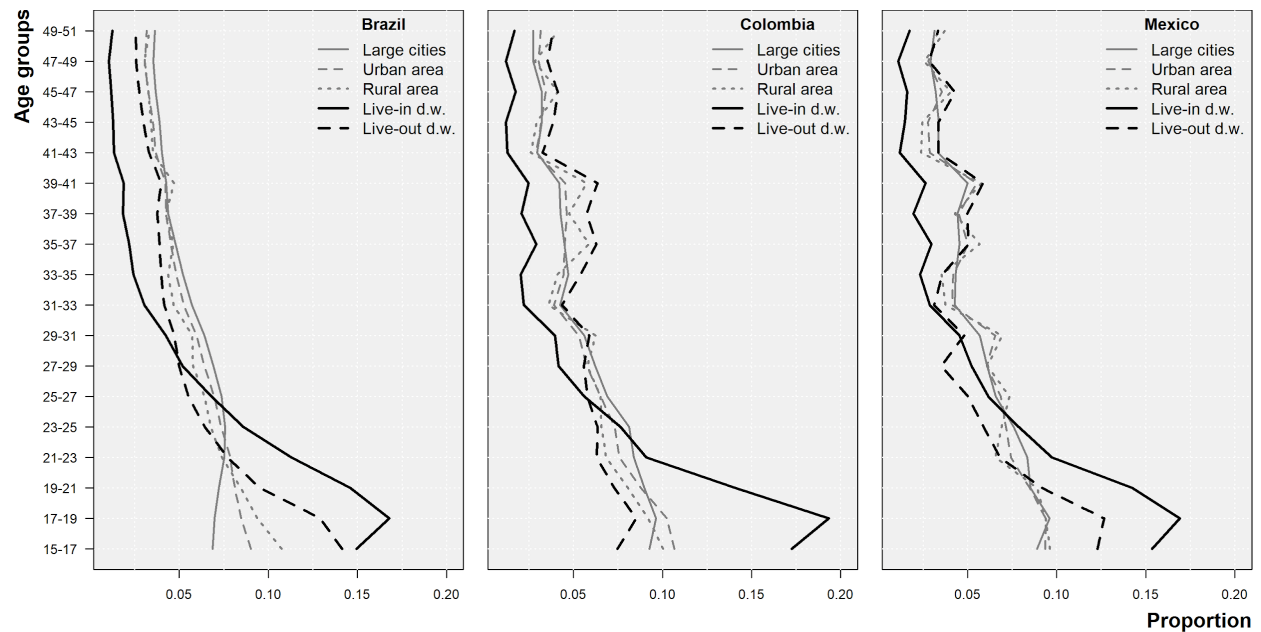 Age groups
49-51
47-49
45-47
43-45
41-43
39-41
37-39
35-37
33-35
31-33
29-31
27-29
25-27
23-25
21-23
19-21
17-19
15-17
Brazil
Large cities
Urban area
Rural area
Live-in d.w.
Live-out d.w.
0.05 0.10 0.15 0.20
Colombia
Large cities
Urban area
Rural area
Live-in d.w.
Live-out d.w.
0.05 0.10 0.15 0.20
Mexico
Large cities
Urban area
Rural area
Live-in d.w.
Live-out d.w.
0.05 0.10 0.15 0.20
Proportion